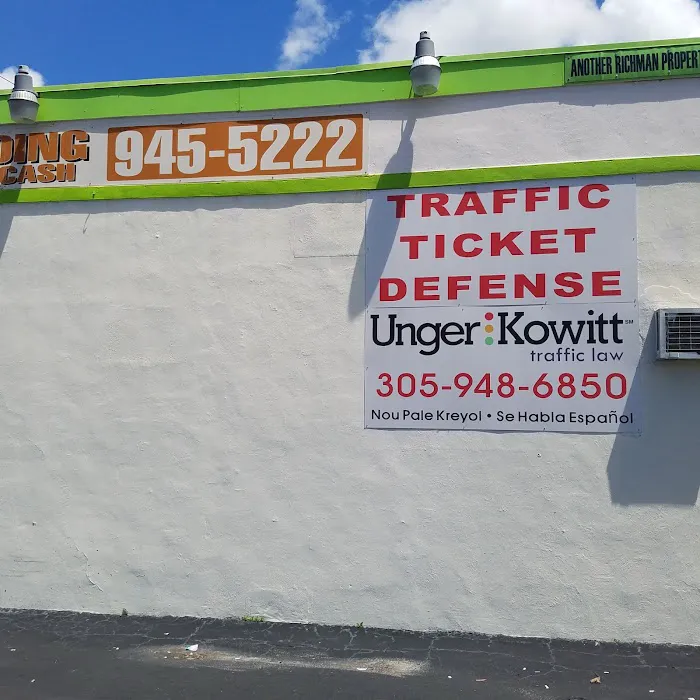 ANOTHER RICHMAN PROPERT
DING
CASH
945-5222
TRAFFIC
TICKET
DEFENSE
Unger Kowitt SM
traffic law
305-948-6850
Nou Pale Kreyol • Se Habla Español